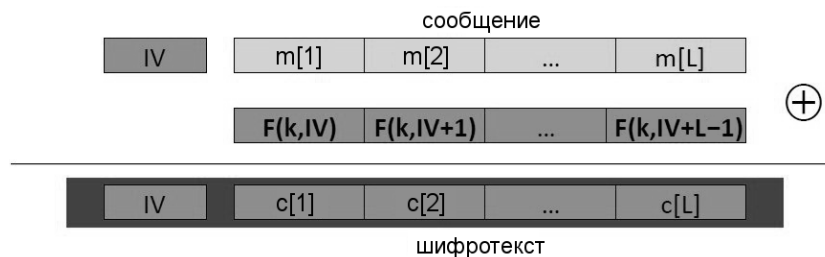 сообщение
IV m[1] m[2] ... m[L]
F(k,IV) F(k,IV+1) ... F(k,IV+L−1) ⊕
IV c[1] c[2] ... c[L]
шифротекст